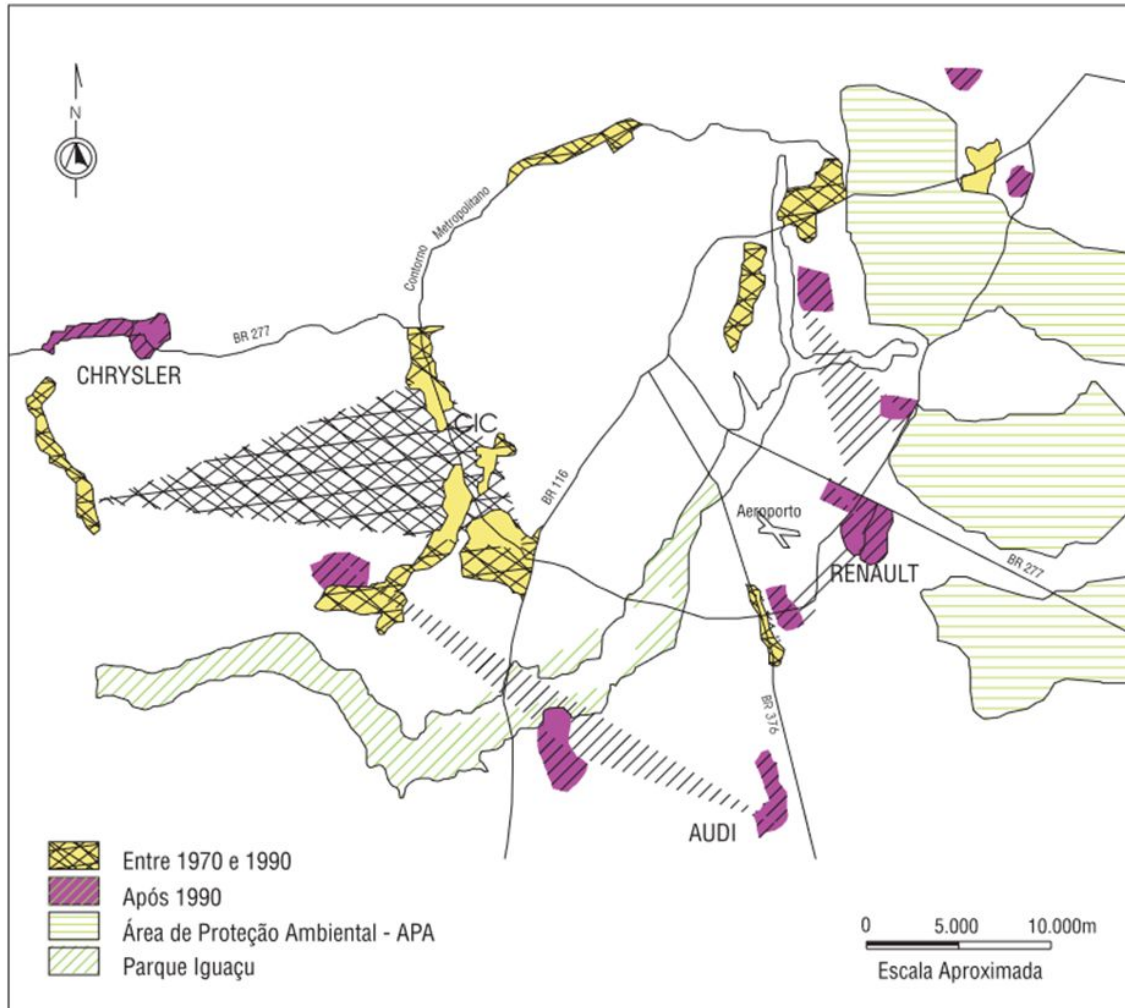 N
Contorno Metropolitano
BR 277
CHRYSLER
CIC
BR 116
Aeroporto
RENAULT
BR 277
BR 376
AUDI
Entre 1970 e 1990
Após 1990
Área de Proteção Ambiental - APA
Parque Iguaçu
0 5.000 10.000m
Escala Aproximada